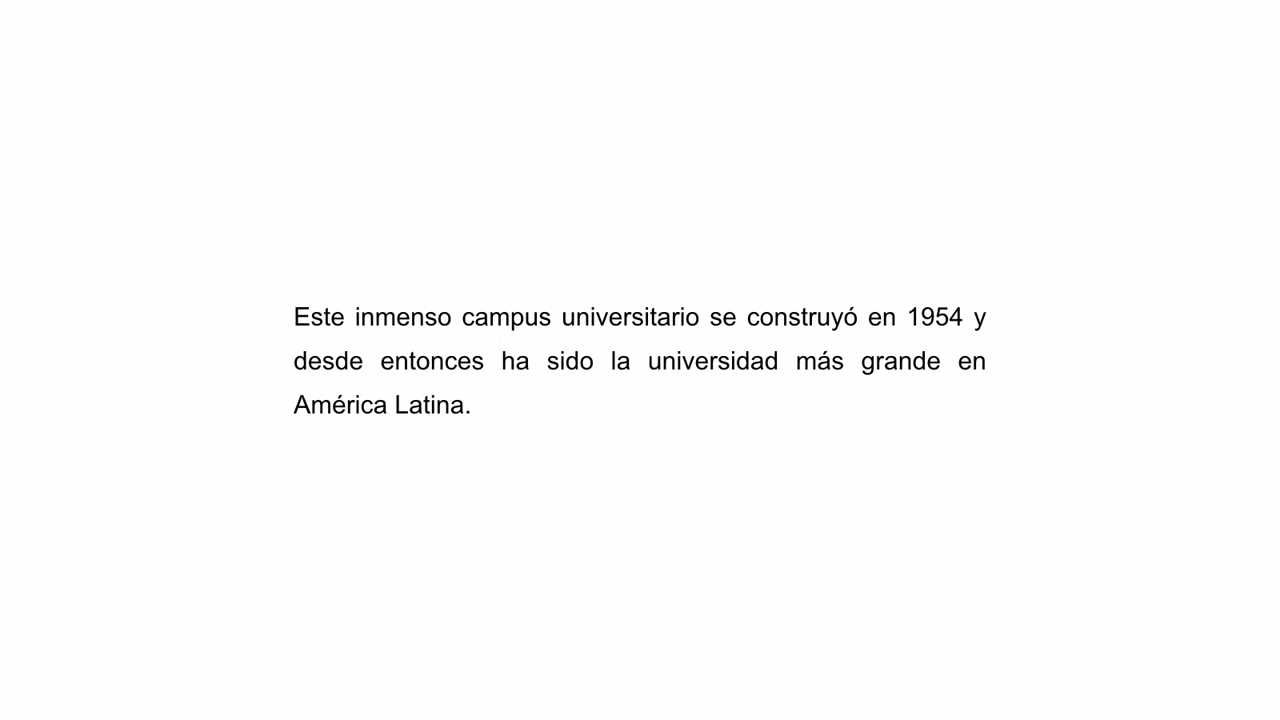 Este inmenso campus universitario se construyó en 1954 y
desde entonces ha sido la universidad más grande en
América Latina.